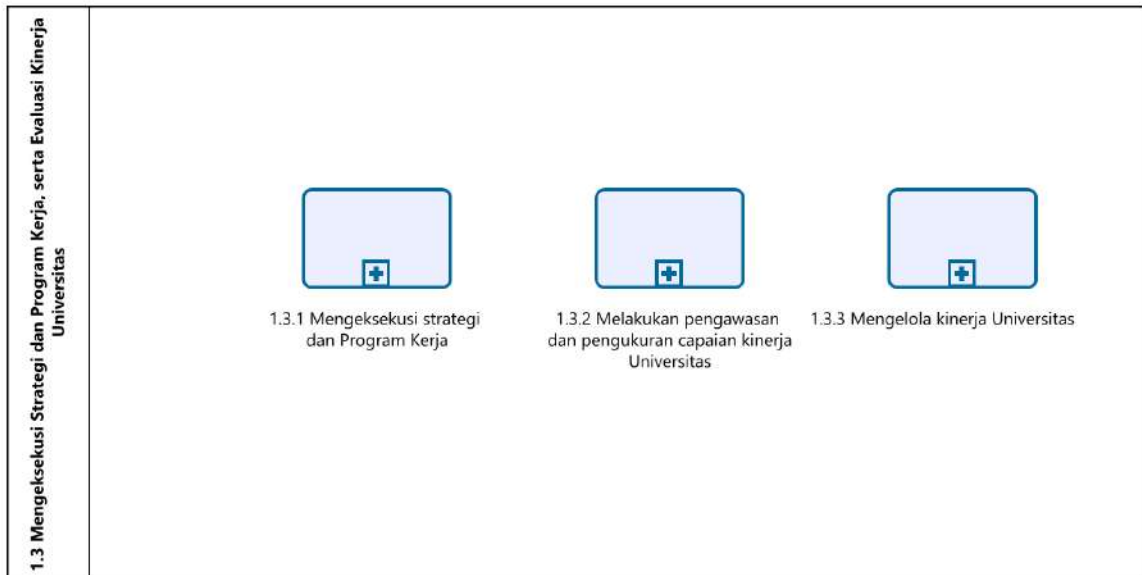 1.3 Mengeksekusi Strategi dan Program Kerja, serta Evaluasi Kinerja
Universitas
1.3.1 Mengeksekusi strategi
dan Program Kerja
1.3.2 Melakukan pengawasan
dan pengukuran capaian kinerja
Universitas
1.3.3 Mengelola kinerja Universitas